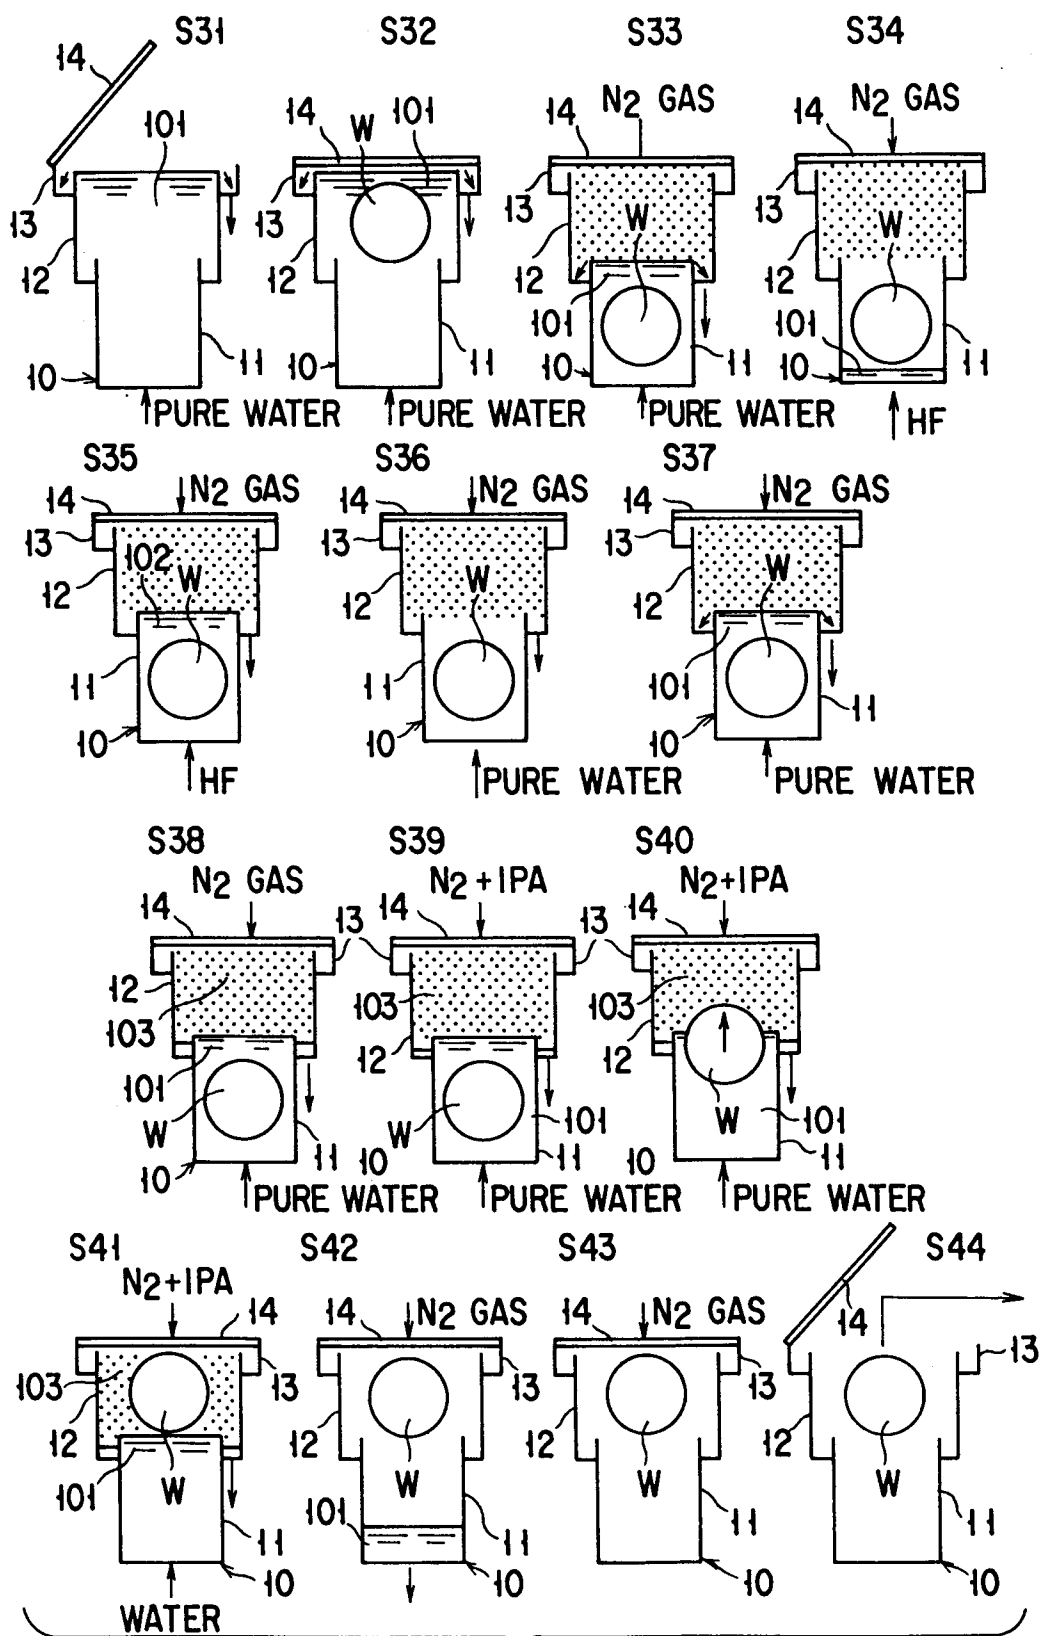 S31 S32 S33 S34
14 101 13 12 11 10 PURE WATER
14 W 101 13 12 11 10 PURE WATER
N2 GAS 14 13 W 12 101 10 11 PURE WATER
N2 GAS 14 13 W 12 101 10 11 HF
S35 S36 S37
N2 GAS 14 13 102 W 12 11 10 HF
N2 GAS 14 13 W 12 11 10 PURE WATER
N2 GAS 14 13 W 12 101 11 10 PURE WATER
S38 S39 S40
N2 GAS 14 13 12 103 101 W 11 10 PURE WATER
N2+IPA 14 13 103 12 101 W 11 10 PURE WATER
N2+IPA 14 103 12 W 101 11 10 PURE WATER
S41 S42 S43 S44
N2+IPA 14 103 13 12 101 W 11 10 WATER
N2 GAS 14 13 12 W 101 11 10
N2 GAS 14 13 12 W 11 10
14 13 12 W 11 10